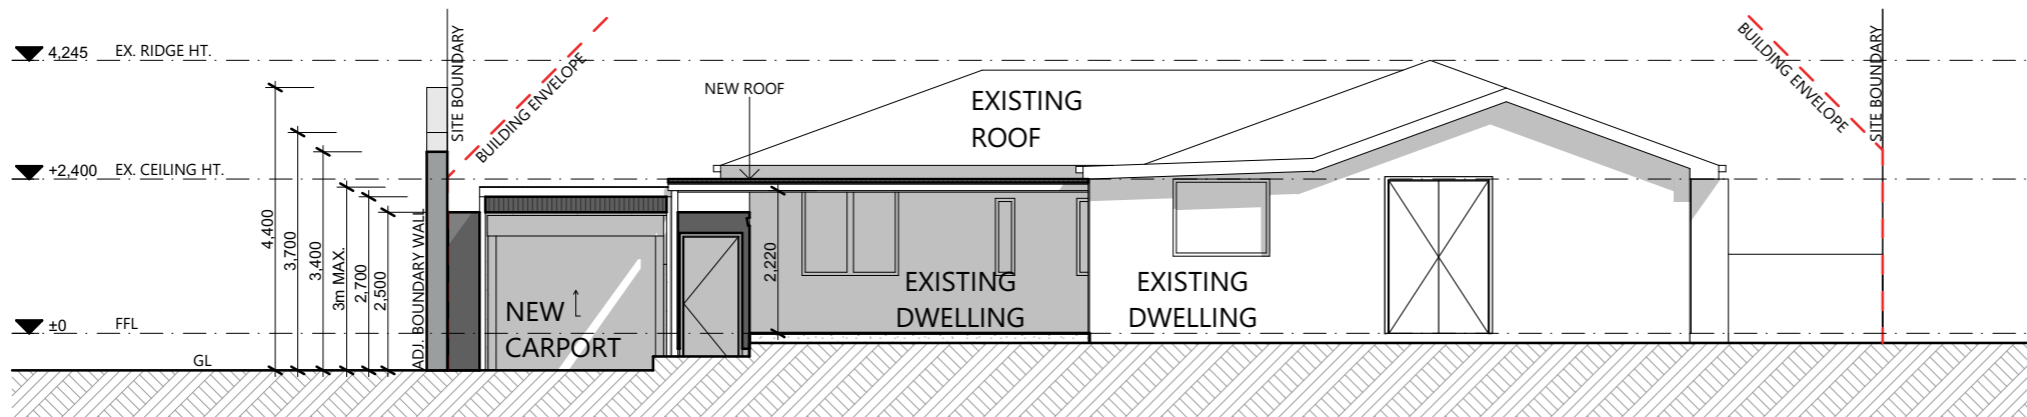 4,245 EX. RIDGE HT.
+2,400 EX. CEILING HT.
±0 FFL
GL
4,400
3,700
3,400
3m MAX.
2,700
2,500
ADJ. BOUNDARY WALL
SITE BOUNDARY
BUILDING ENVELOPE
NEW
CARPORT
NEW ROOF
2,220
EXISTING
ROOF
EXISTING
DWELLING
EXISTING
DWELLING
BUILDING ENVELOPE
SITE BOUNDARY